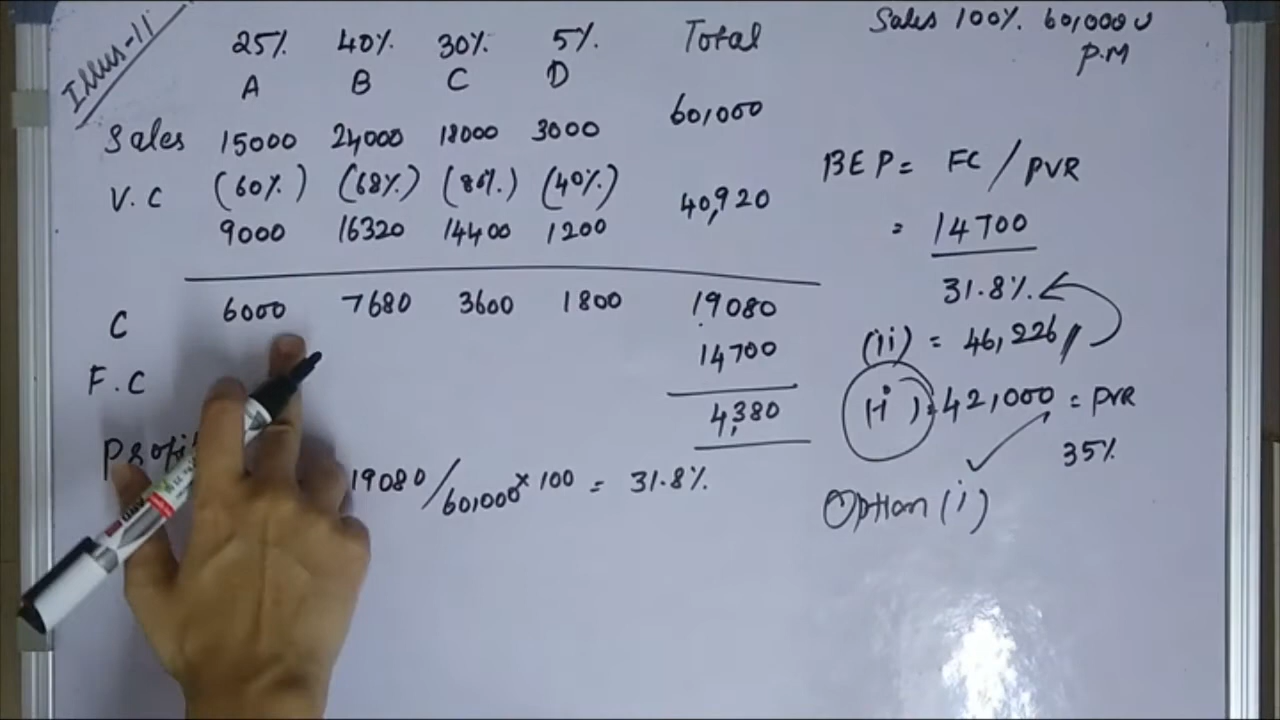 Illus-11
25% 40% 30% 5% Total
A B C D
Sales 15000 24000 18000 3000 60,000
V.C (60%) (68%) (80%) (40%) 40,920
9000 16320 14400 1200
C 6000 7680 3600 1800 19080
F.C 14700
Profit 4,380
19080/60,000 × 100 = 31.8%
Sales 100% 60,000
P.M
BEP = FC / PVR
= 14700
31.8%
(ii) = 46,226
(i) = 42,000 = PVR
35%
Option (i)